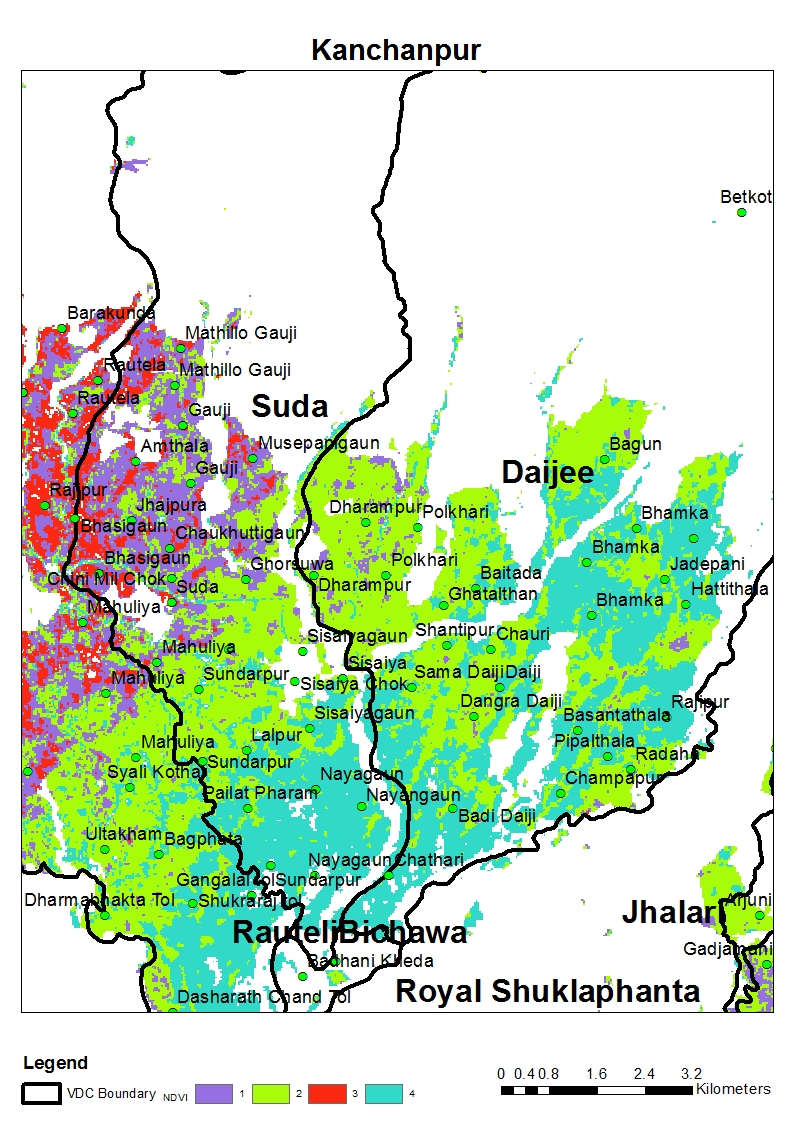 Kanchanpur
Betkot
Barakunda
Mathillo Gauji
Rautela
Mathillo Gauji
Rautela
Gauji
Suda
Musepanigaun
Amthala
Bagun
Gauji
Daijee
Rajipur
Jhajpura
Dharampur
Polkhari
Bhamka
Bhasigaun
Chaukhuttigaun
Bhamka
Bhasigaun
Ghorsuwa
Polkhari
Jadepani
Chini Mil Chok
Suda
Dharampur
Baitada
Ghatalthan
Bhamka
Hattithala
Mahuliya
Sisaiyagaun
Shantipur
Chauri
Mahuliya
Sisaiya
Mahuliya
Sundarpur
Sisaiya Chok
Sama Daiji
Daiji
Sisaiyagaun
Dangra Daiji
Basantathala
Rajipur
Mahuliya
Lalpur
Pipalthala
Radaha
Syali Kothai
Sundarpur
Nayagaun
Champapur
Pailat Pharam
Nayangaun
Badi Daiji
Ultakham
Bagphata
Nayagaun
Chathari
Gangalal Tol
Sundarpur
Dharmabhakta Tol
Shukraraj Tol
Jhalari
Arjuni
RauteliBichawa
Gadjamani
Bachani Kheda
Dasharath Chand Tol
Royal Shuklaphanta
Legend
VDC Boundary NDVI 1 2 3 4
0 0.4 0.8 1.6 2.4 3.2
Kilometers